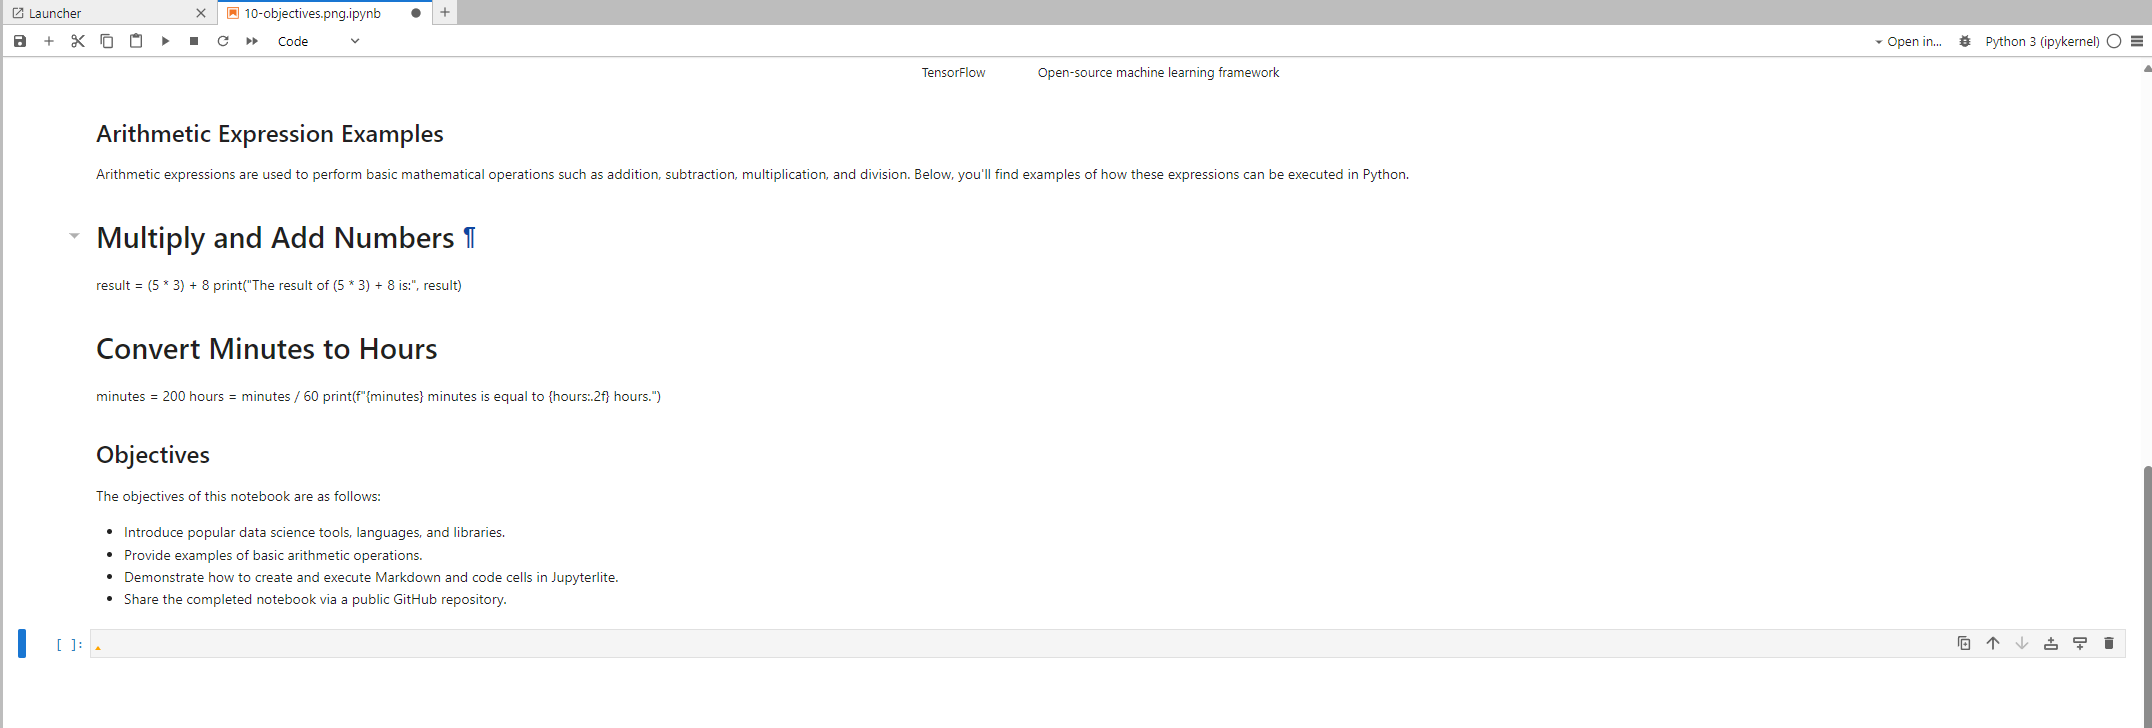 Launcher
10-objectives.png.ipynb
Code
Open in...
Python 3 (ipykernel)
TensorFlow Open-source machine learning framework
Arithmetic Expression Examples
Arithmetic expressions are used to perform basic mathematical operations such as addition, subtraction, multiplication, and division. Below, you'll find examples of how these expressions can be executed in Python.
Multiply and Add Numbers ¶
result = (5 * 3) + 8 print("The result of (5 * 3) + 8 is:", result)
Convert Minutes to Hours
minutes = 200 hours = minutes / 60 print(f"{minutes} minutes is equal to {hours:.2f} hours.")
Objectives
The objectives of this notebook are as follows:
• Introduce popular data science tools, languages, and libraries.
• Provide examples of basic arithmetic operations.
• Demonstrate how to create and execute Markdown and code cells in Jupyterlite.
• Share the completed notebook via a public GitHub repository.
[ ]: